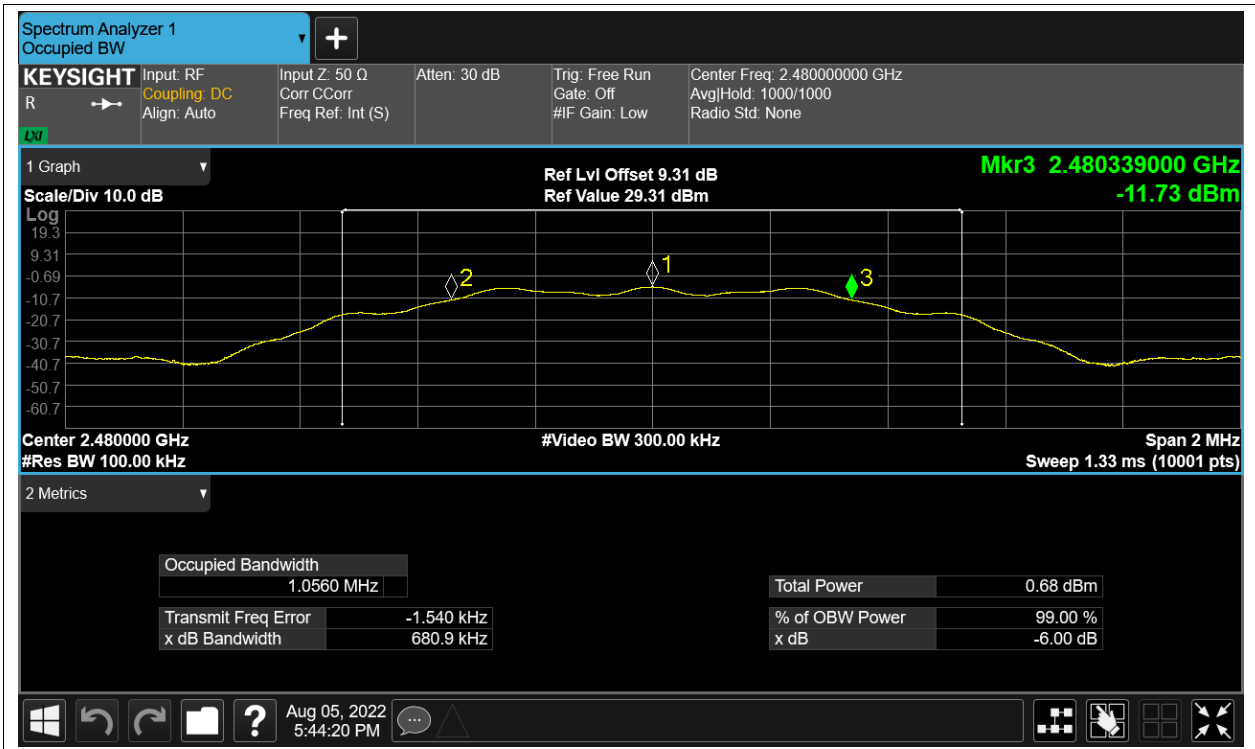 Spectrum Analyzer 1
Occupied BW
KEYSIGHT
R
LXI
Input: RF
Coupling: DC
Align: Auto
Input Z: 50 Ω
Corr CCorr
Freq Ref: Int (S)
Atten: 30 dB
Trig: Free Run
Gate: Off
#IF Gain: Low
Center Freq: 2.480000000 GHz
Avg|Hold: 1000/1000
Radio Std: None
1 Graph
Scale/Div 10.0 dB
Ref Lvl Offset 9.31 dB
Ref Value 29.31 dBm
Mkr3 2.480339000 GHz
-11.73 dBm
Log
19.3
9.31
-0.69
-10.7
-20.7
-30.7
-40.7
-50.7
-60.7
2
1
3
Center 2.480000 GHz
#Video BW 300.00 kHz
Span 2 MHz
#Res BW 100.00 kHz
Sweep 1.33 ms (10001 pts)
2 Metrics
Occupied Bandwidth
1.0560 MHz
Total Power 0.68 dBm
Transmit Freq Error -1.540 kHz
% of OBW Power 99.00 %
x dB Bandwidth 680.9 kHz
x dB -6.00 dB
?
Aug 05, 2022
5:44:20 PM